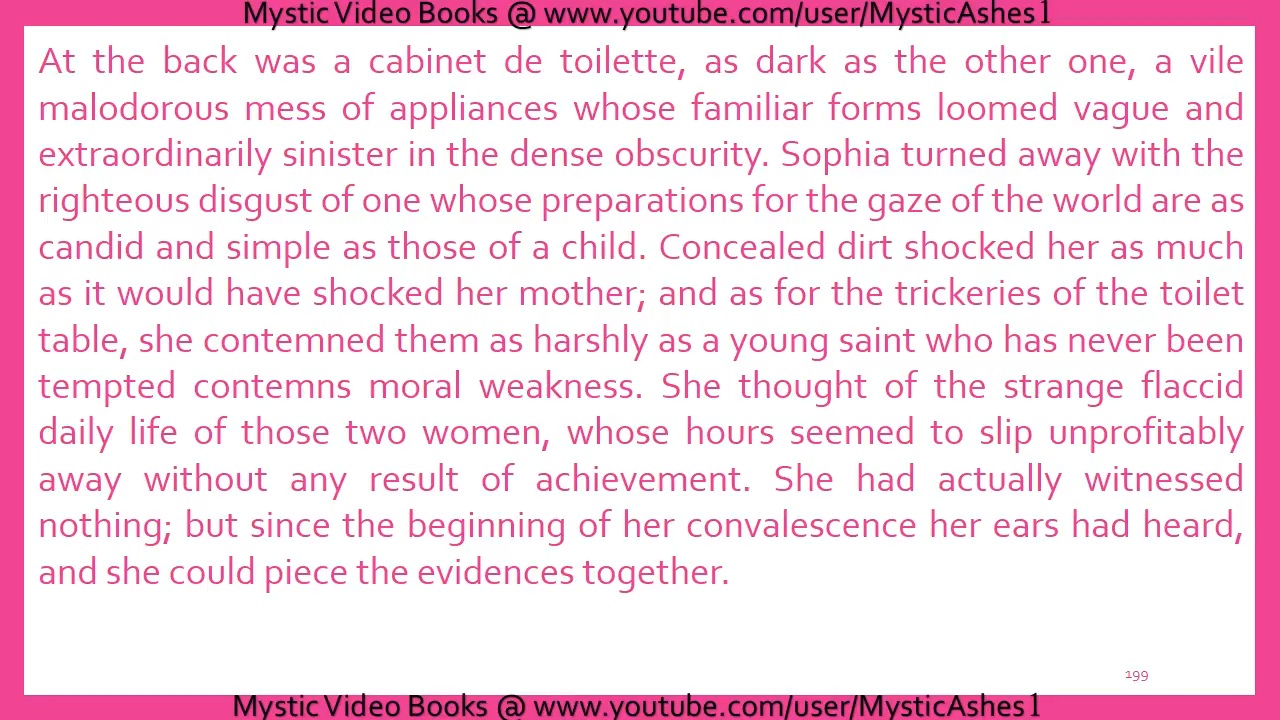 Mystic Video Books @ www.youtube.com/user/MysticAshes1
At the back was a cabinet de toilette, as dark as the other one, a vile
malodorous mess of appliances whose familiar forms loomed vague and
extraordinarily sinister in the dense obscurity. Sophia turned away with the
righteous disgust of one whose preparations for the gaze of the world are as
candid and simple as those of a child. Concealed dirt shocked her as much
as it would have shocked her mother; and as for the trickeries of the toilet
table, she contemned them as harshly as a young saint who has never been
tempted contemns moral weakness. She thought of the strange flaccid
daily life of those two women, whose hours seemed to slip unprofitably
away without any result of achievement. She had actually witnessed
nothing; but since the beginning of her convalescence her ears had heard,
and she could piece the evidences together.
199
Mystic Video Books @ www.youtube.com/user/MysticAshes1